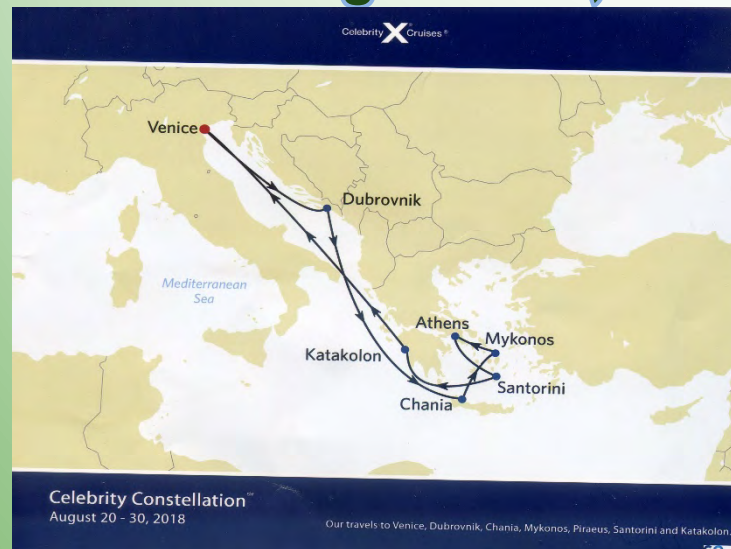 Celebrity X Cruises®
Venice
Dubrovnik
Mediterranean
Sea
Athens
Mykonos
Katakolon
Santorini
Chania
Celebrity Constellation℠
August 20 - 30, 2018
Our travels to Venice, Dubrovnik, Chania, Mykonos, Piraeus, Santorini and Katakolon.